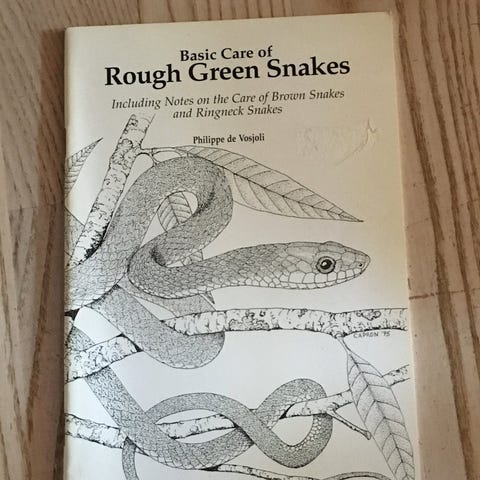 Basic Care of
Rough Green Snakes
Including Notes on the Care of Brown Snakes
and Ringneck Snakes
Philippe de Vosjoli
CAPRON '95